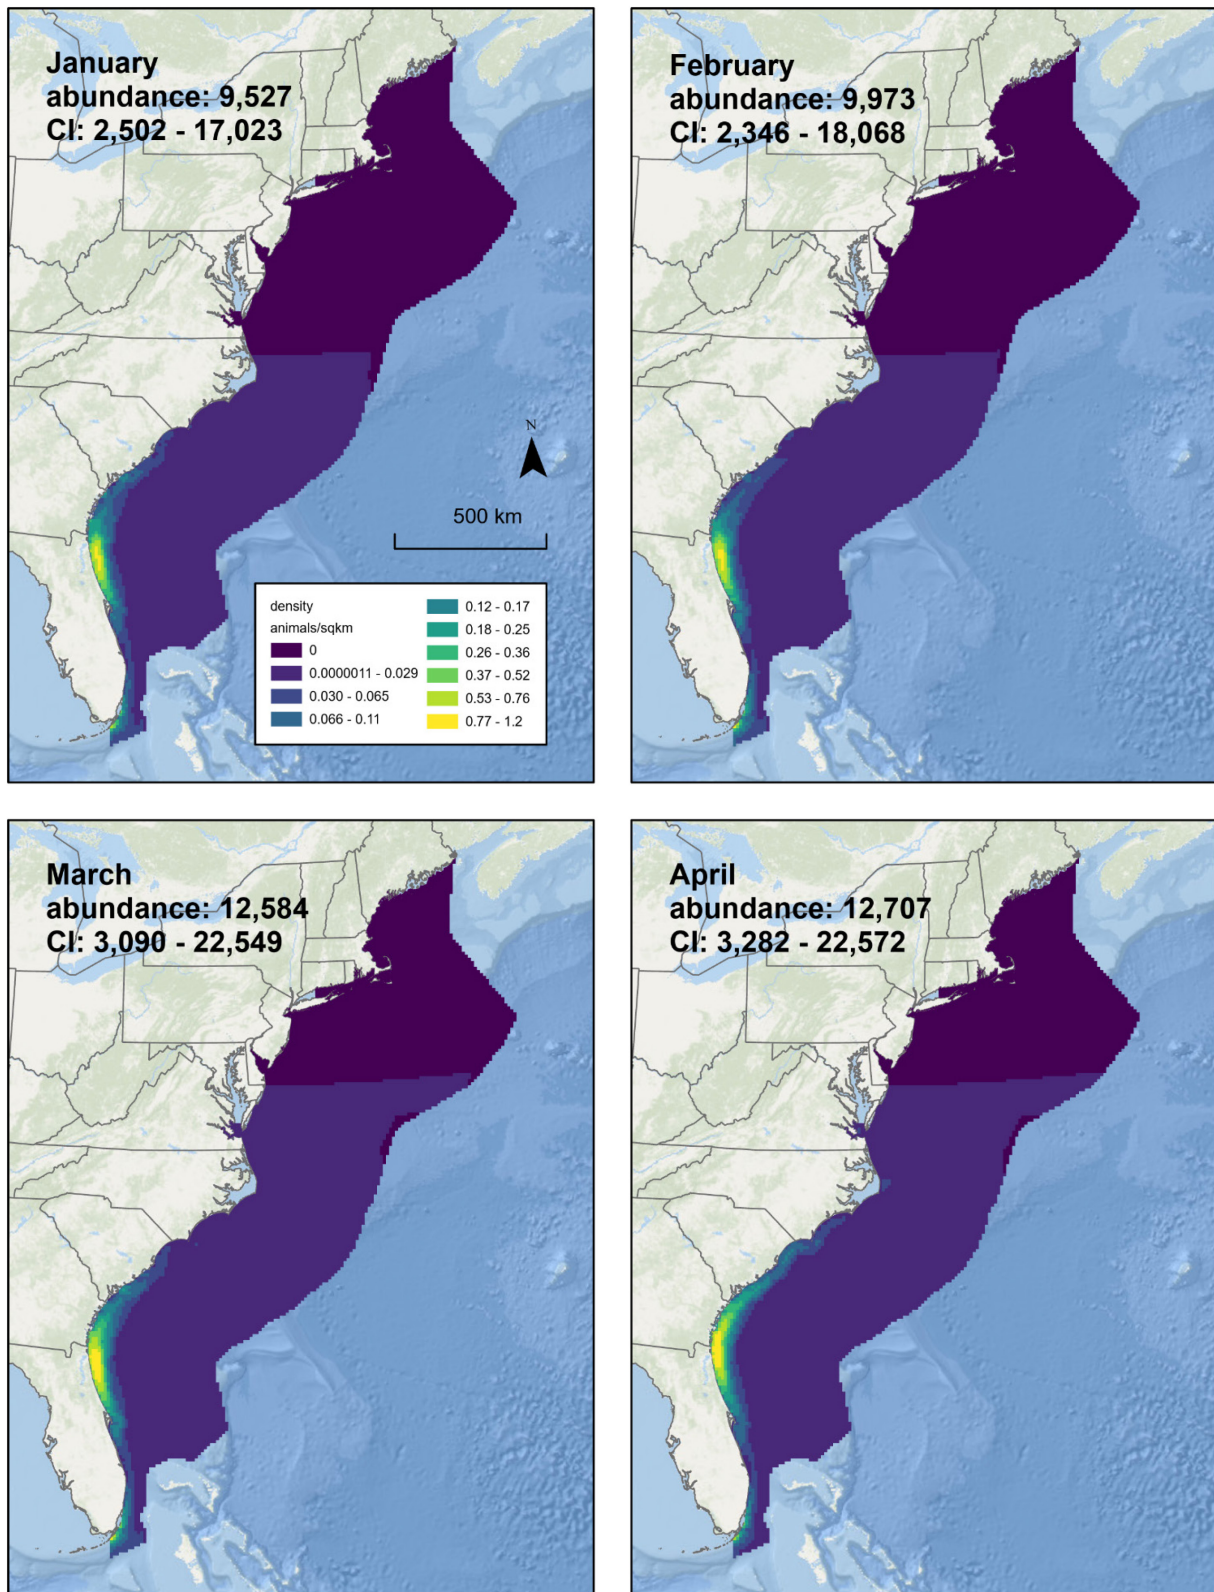 January
abundance: 9,527
CI: 2,502 - 17,023
N
500 km
density
animals/sqkm
0
0.0000011 - 0.029
0.030 - 0.065
0.066 - 0.11
0.12 - 0.17
0.18 - 0.25
0.26 - 0.36
0.37 - 0.52
0.53 - 0.76
0.77 - 1.2
February
abundance: 9,973
CI: 2,346 - 18,068
March
abundance: 12,584
CI: 3,090 - 22,549
April
abundance: 12,707
CI: 3,282 - 22,572